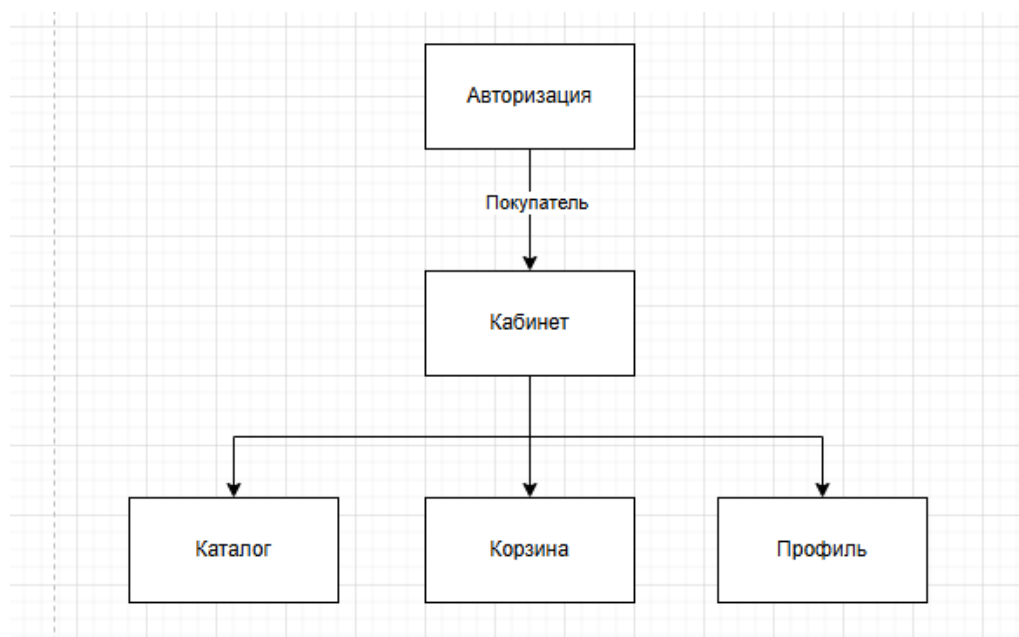 Авторизация
Покупатель
Кабинет
Каталог
Корзина
Профиль